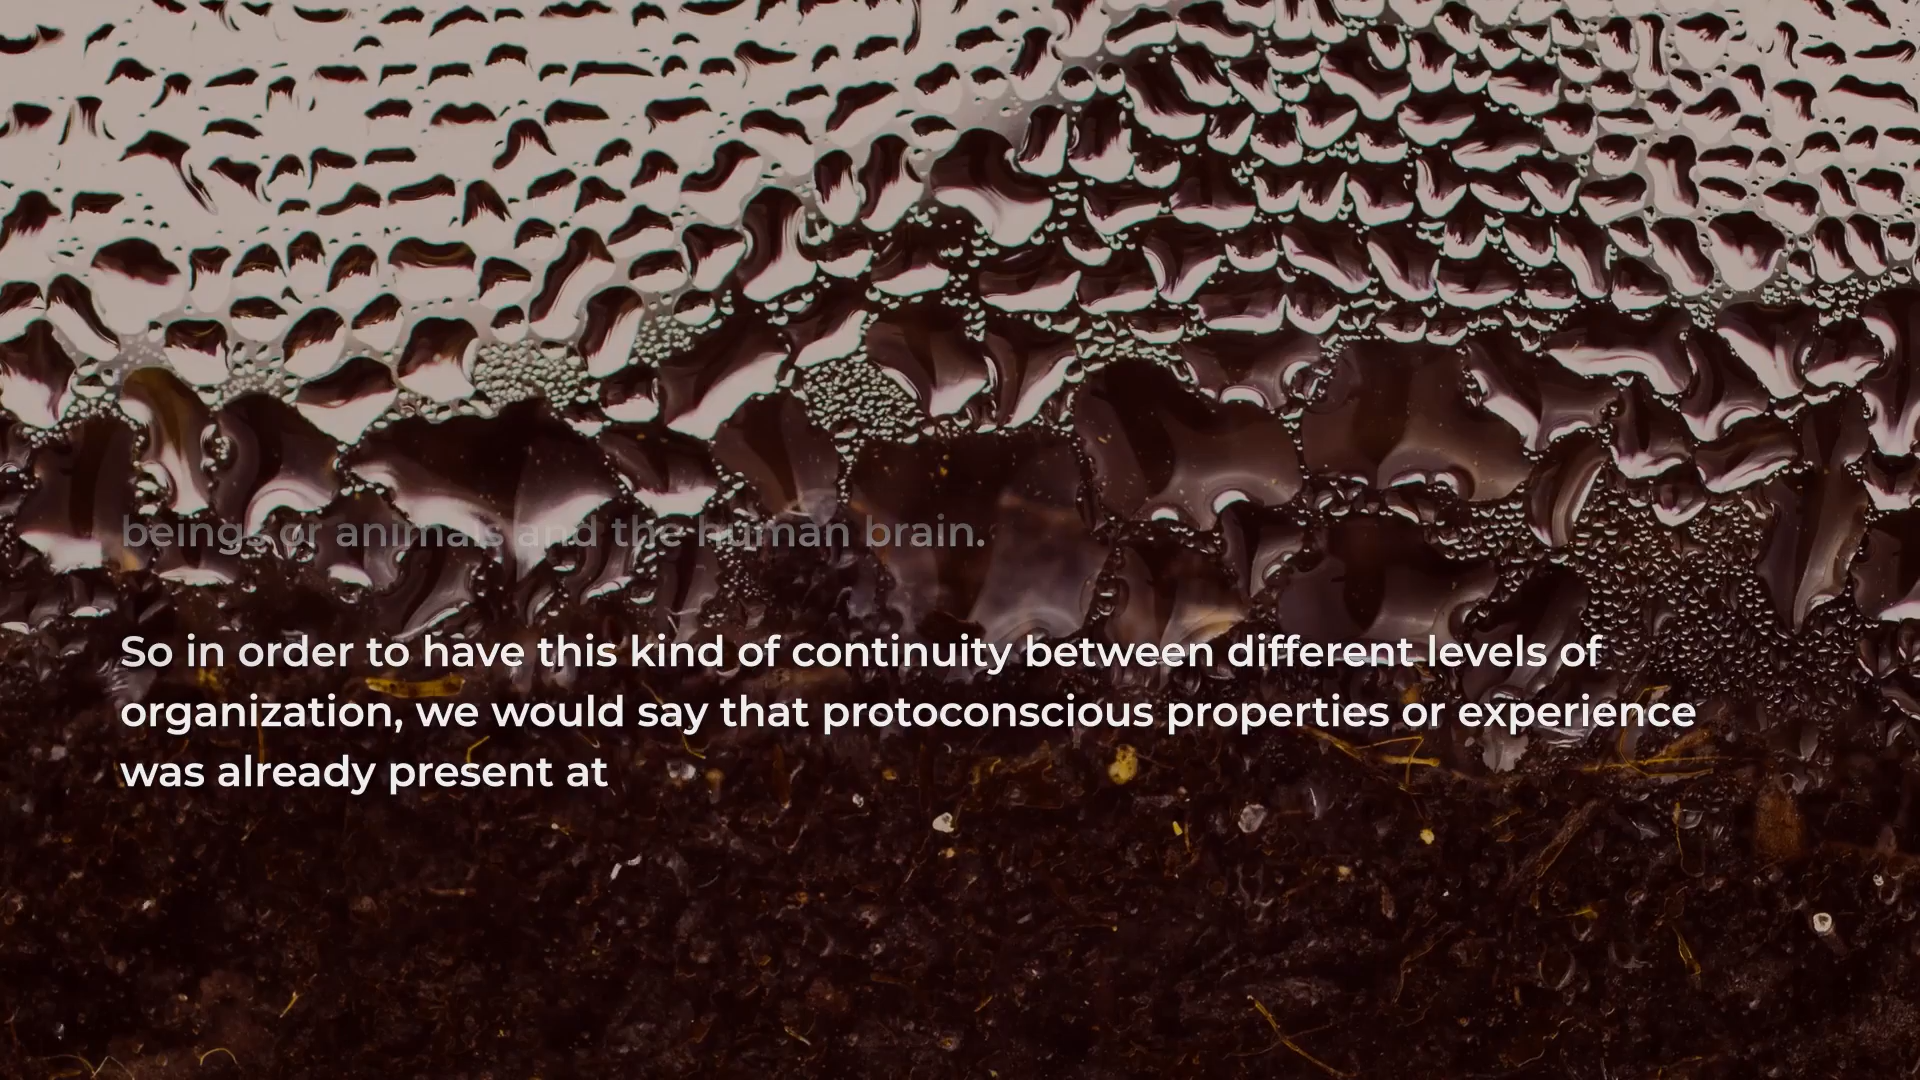 beings or animals and the human brain.
So in order to have this kind of continuity between different levels of
organization, we would say that protoconscious properties or experience
was already present at